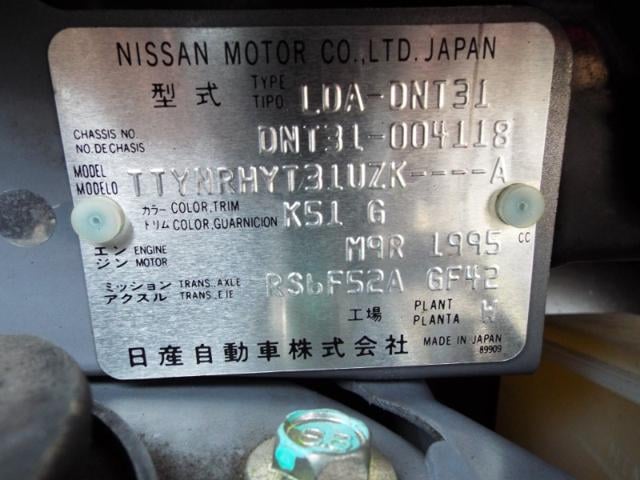 NISSAN MOTOR CO.,LTD. JAPAN
型式 TYPE TIPO LDA-DNT31
CHASSIS NO. NO.DE CHASIS DNT31-004118
MODEL MODELO TTYNRHYT31UZK----A
カラー COLOR,TRIM トリム COLOR,GUARNICION K51 G
エンジン ENGINE MOTOR M9R 1995 CC
ミッション TRANS.,AXLE アクスル TRANS.,EJE RS6F52A GF42
工場 PLANT PLANTA W
日産自動車株式会社 MADE IN JAPAN
89909